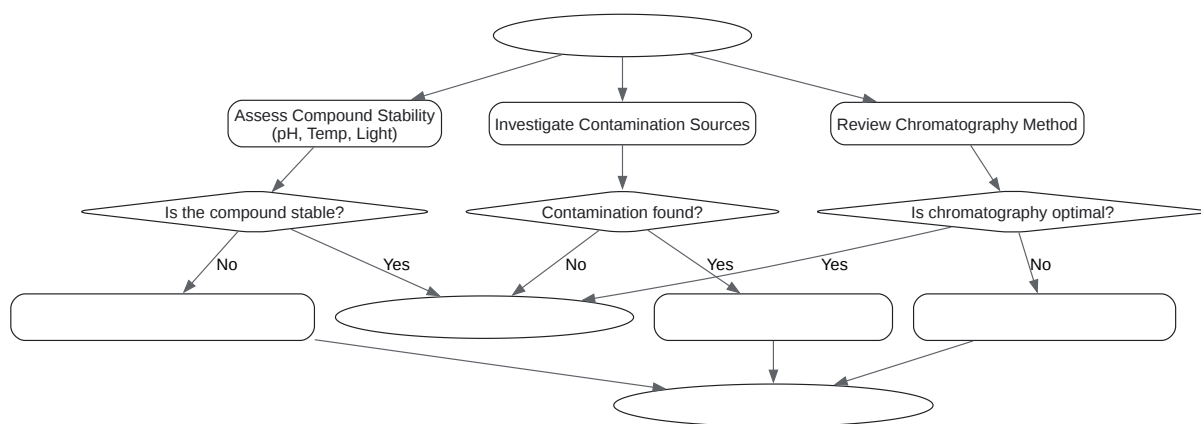 Assess Compound Stability
(pH, Temp, Light)
Investigate Contamination Sources
Review Chromatography Method
Is the compound stable?
Contamination found?
Is chromatography optimal?
No
Yes
No
Yes
Yes
No